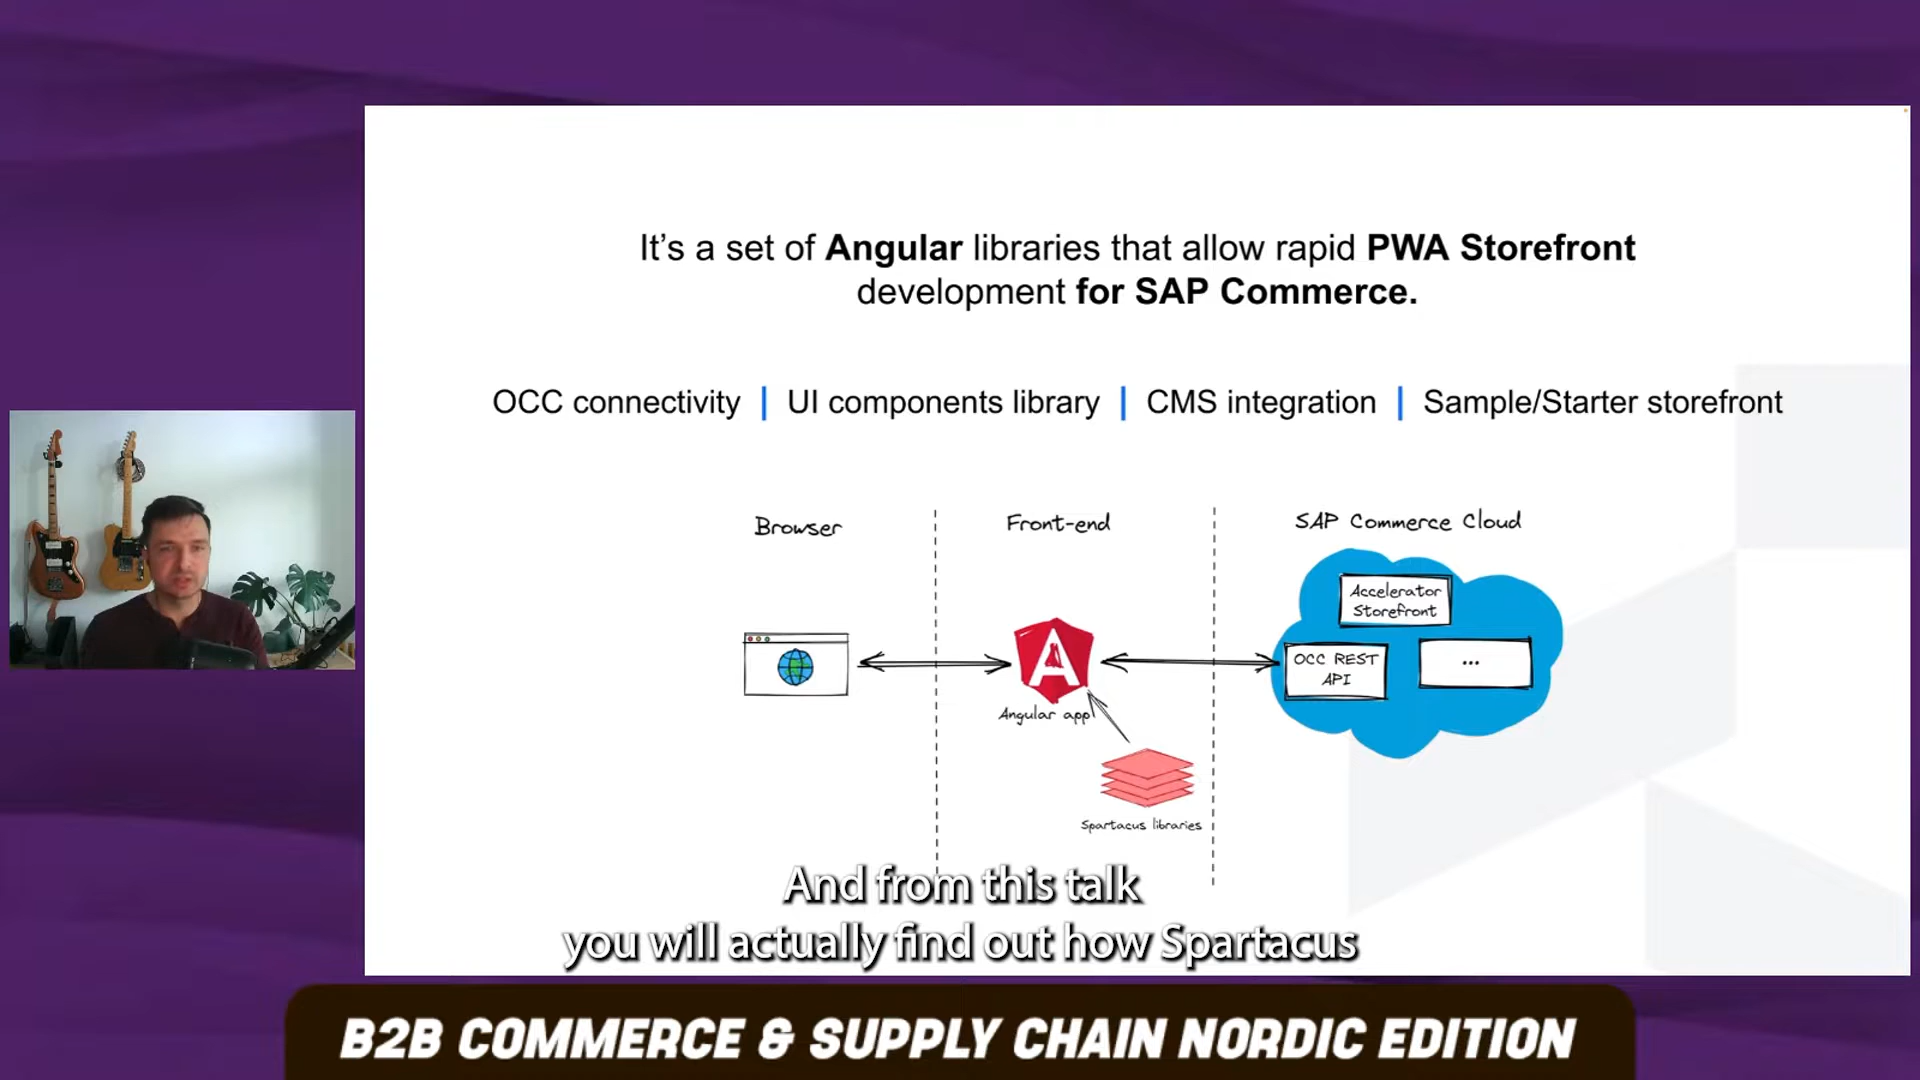 It’s a set of Angular libraries that allow rapid PWA Storefront
development for SAP Commerce.
OCC connectivity | UI components library | CMS integration | Sample/Starter storefront
Browser
Front-end
SAP Commerce Cloud
Accelerator
Storefront
OCC REST
API
...
Angular app
Spartacus libraries
And from this talk
you will actually find out how Spartacus
B2B COMMERCE & SUPPLY CHAIN NORDIC EDITION